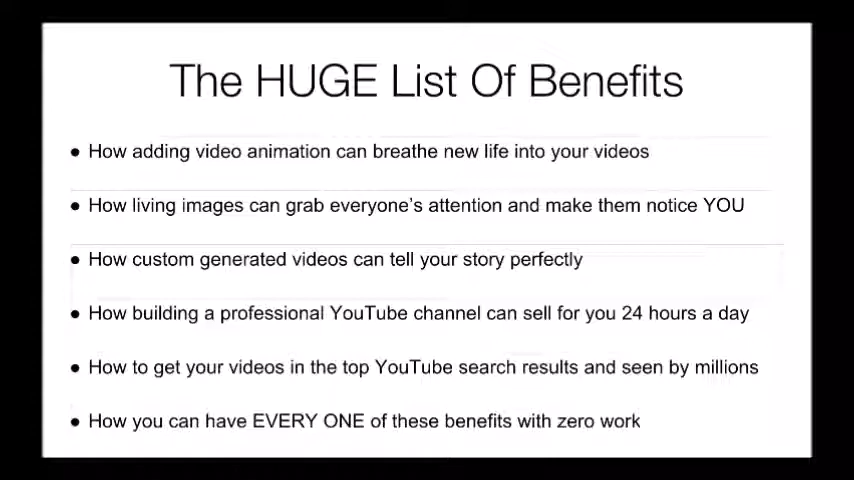 The HUGE List Of Benefits
● How adding video animation can breathe new life into your videos
● How living images can grab everyone’s attention and make them notice YOU
● How custom generated videos can tell your story perfectly
● How building a professional YouTube channel can sell for you 24 hours a day
● How to get your videos in the top YouTube search results and seen by millions
● How you can have EVERY ONE of these benefits with zero work